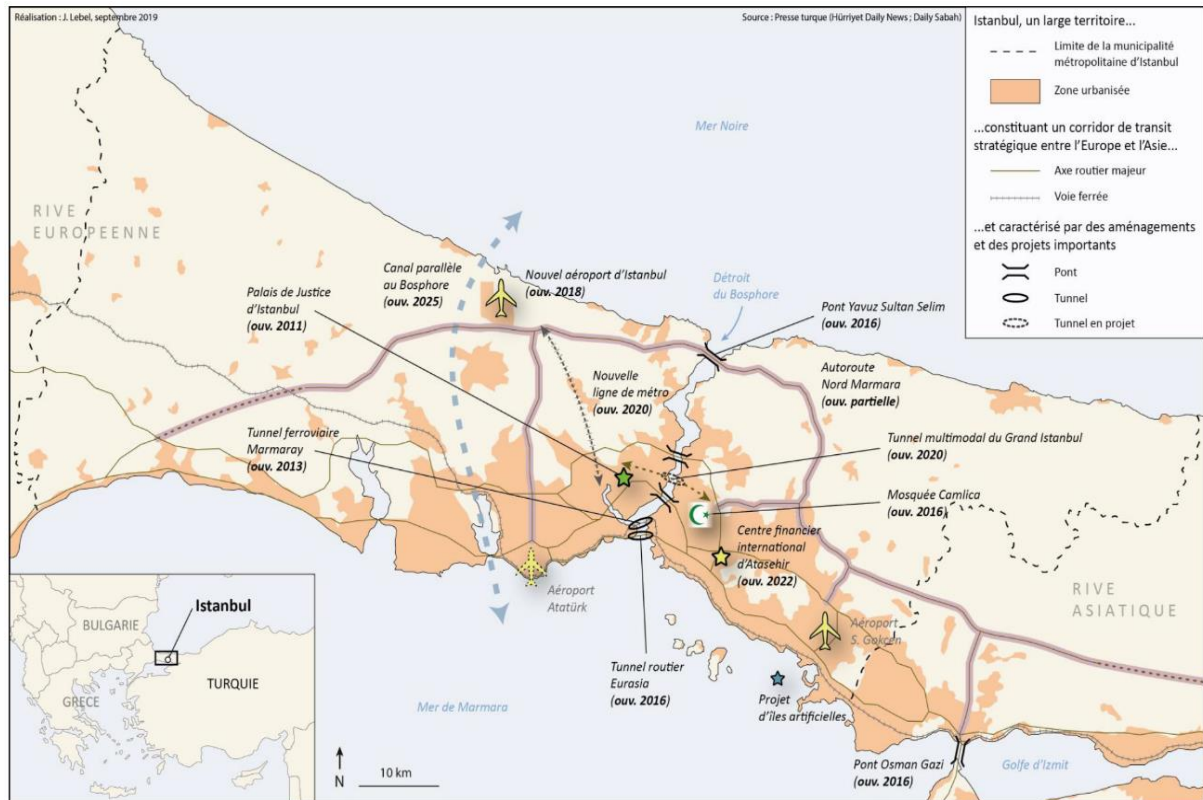 Réalisation : J. Lebel, septembre 2019
Source : Presse turque (Hürriyet Daily News ; Daily Sabah)
Istanbul, un large territoire...
Limite de la municipalité
métropolitaine d'Istanbul
Zone urbanisée
...constituant un corridor de transit
stratégique entre l'Europe et l'Asie...
Axe routier majeur
Voie ferrée
...et caractérisé par des aménagements
et des projets importants
Pont
Tunnel
Tunnel en projet
Mer Noire
RIVE
EUROPEENNE
Canal parallèle
au Bosphore
(ouv. 2025)
Nouvel aéroport d'Istanbul
(ouv. 2018)
Détroit
du Bosphore
Palais de Justice
d'Istanbul
(ouv. 2011)
Pont Yavuz Sultan Selim
(ouv. 2016)
Nouvelle
ligne de métro
(ouv. 2020)
Autoroute
Nord Marmara
(ouv. partielle)
Tunnel ferroviaire
Marmaray
(ouv. 2013)
Tunnel multimodal du Grand Istanbul
(ouv. 2020)
Mosquée Camlica
(ouv. 2016)
Centre financier
international
d'Atasehir
(ouv. 2022)
Aéroport
Atatürk
RIVE
ASIATIQUE
Aéroport
S. Gokçen
Tunnel routier
Eurasia
(ouv. 2016)
Projet
d'îles artificielles
Mer de Marmara
Pont Osman Gazi
(ouv. 2016)
Golfe d'Izmit
N
10 km
Istanbul
BULGARIE
GRECE
TURQUIE